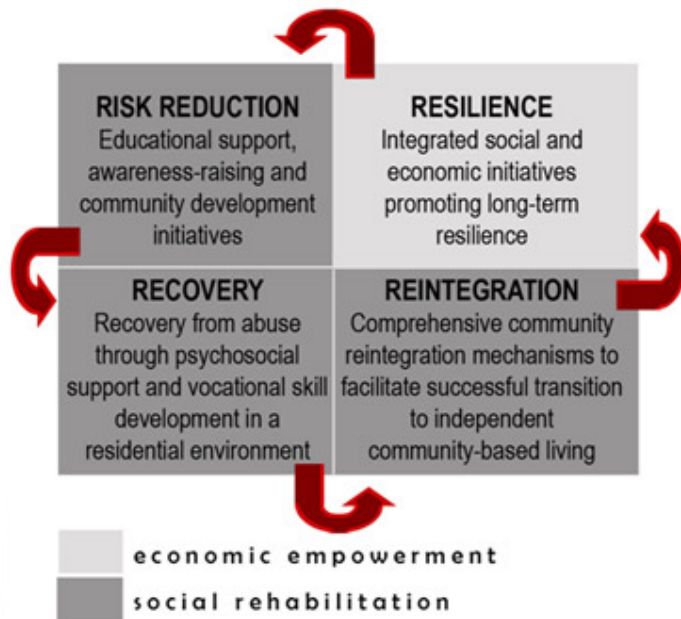 RISK REDUCTION
Educational support,
awareness-raising and
community development
initiatives
RESILIENCE
Integrated social and
economic initiatives
promoting long-term
resilience
RECOVERY
Recovery from abuse
through psychosocial
support and vocational skill
development in a
residential environment
REINTEGRATION
Comprehensive community
reintegration mechanisms to
facilitate successful transition
to independent
community-based living
economic empowerment
social rehabilitation